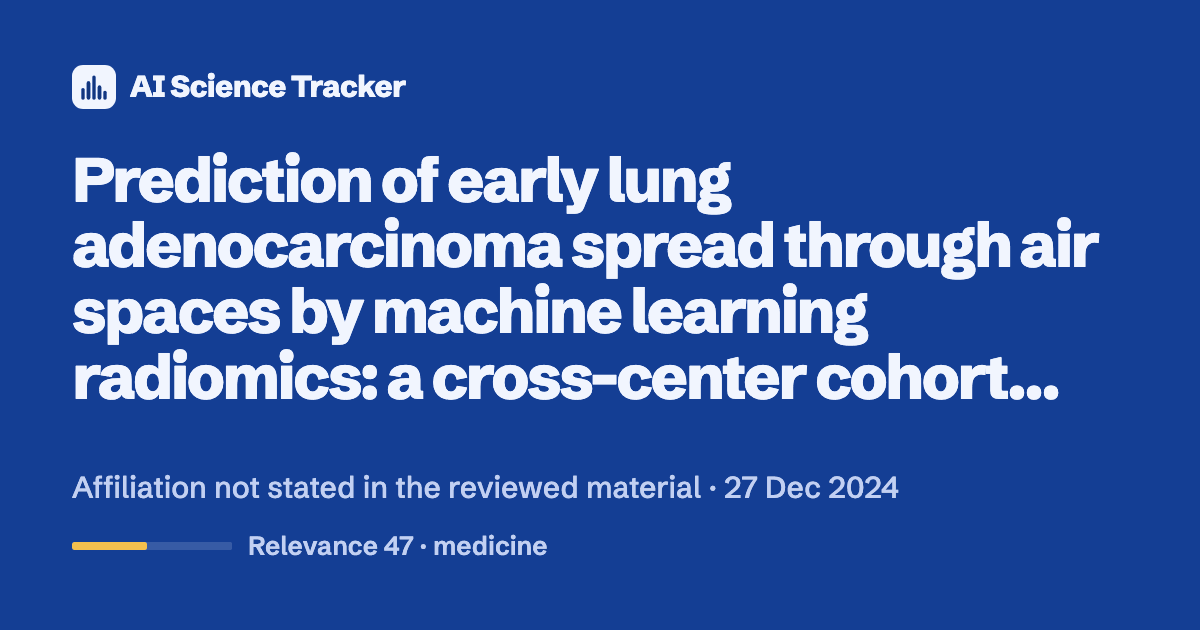 AI Science Tracker
Prediction of early lung
adenocarcinoma spread through air
spaces by machine learning
radiomics: a cross-center cohort...
Affiliation not stated in the reviewed material · 27 Dec 2024
Relevance 47 · medicine